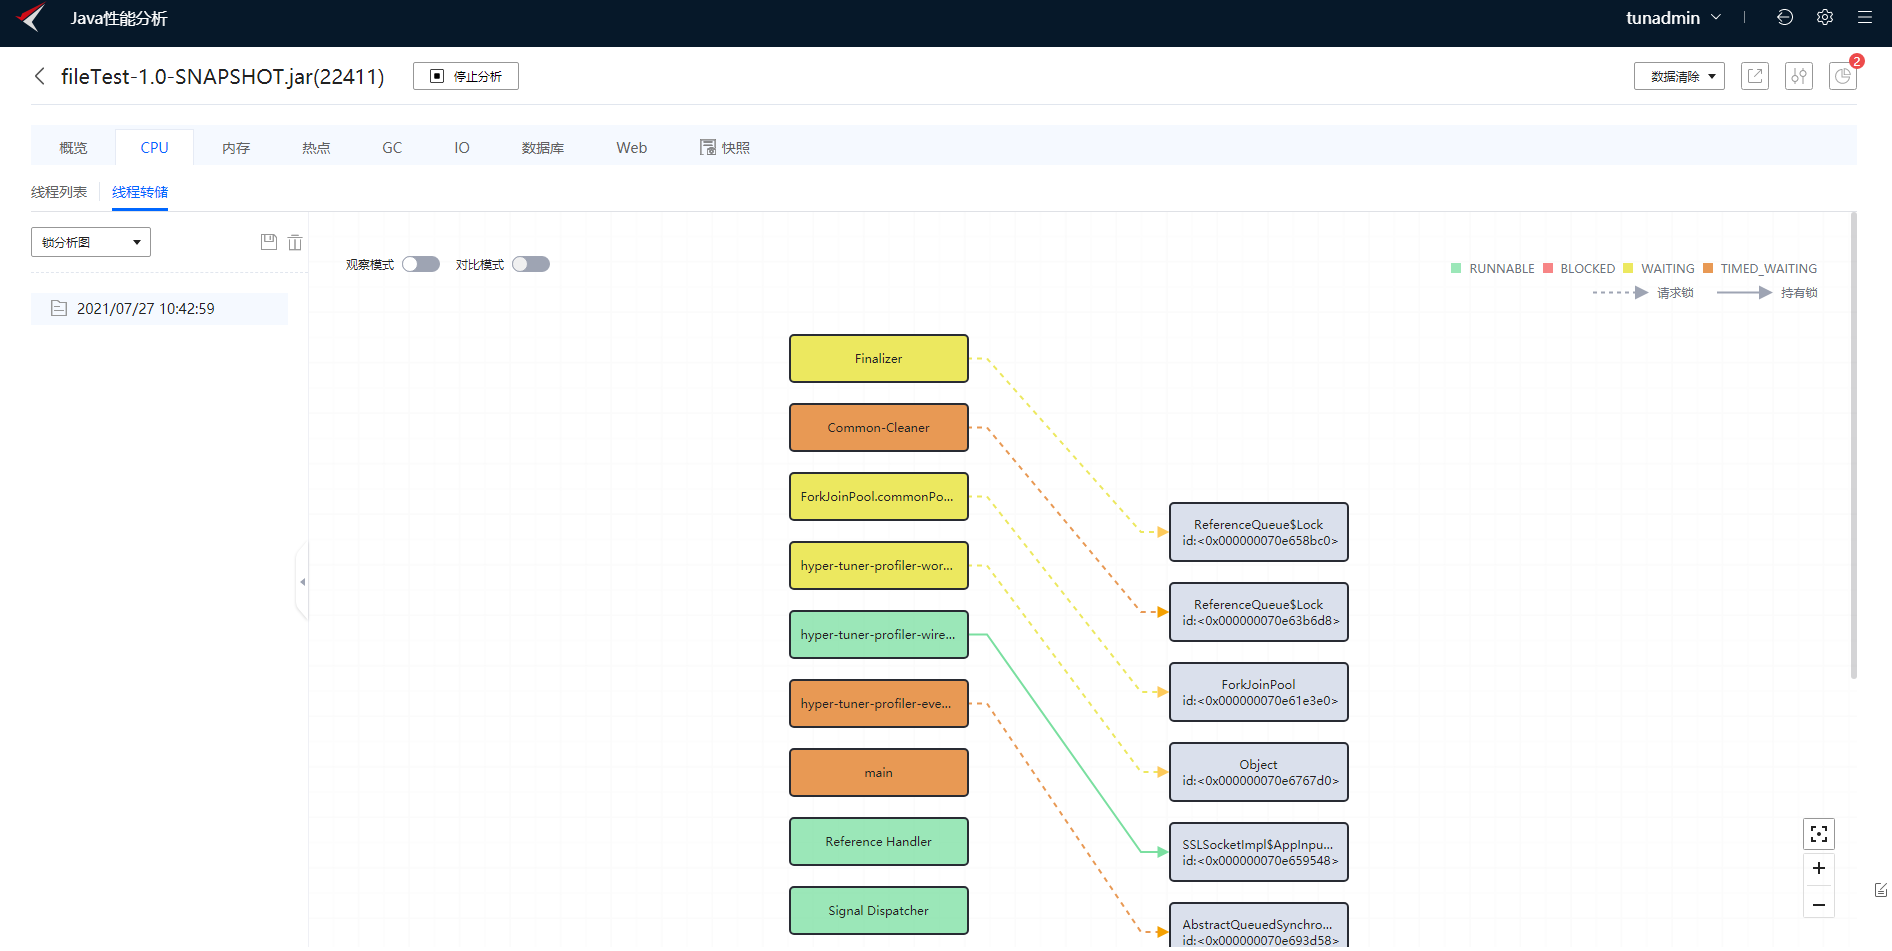 Java性能分析
tunadmin
fileTest-1.0-SNAPSHOT.jar(22411)
停止分析
数据清除
2
概览
CPU
内存
热点
GC
IO
数据库
Web
快照
线程列表
线程转储
锁分析图
观察模式
对比模式
RUNNABLE
BLOCKED
WAITING
TIMED_WAITING
请求锁
持有锁
2021/07/27 10:42:59
Finalizer
Common-Cleaner
ForkJoinPool.commonPo...
hyper-tuner-profiler-wor...
hyper-tuner-profiler-wire...
hyper-tuner-profiler-eve...
main
Reference Handler
Signal Dispatcher
ReferenceQueue$Lock
id:<0x000000070e658bc0>
ReferenceQueue$Lock
id:<0x000000070e63b6d8>
ForkJoinPool
id:<0x000000070e61e3e0>
Object
id:<0x000000070e6767d0>
SSLSocketImpl$AppInpu...
id:<0x000000070e659548>
AbstractQueuedSynchro...
id:<0x000000070e693d58>